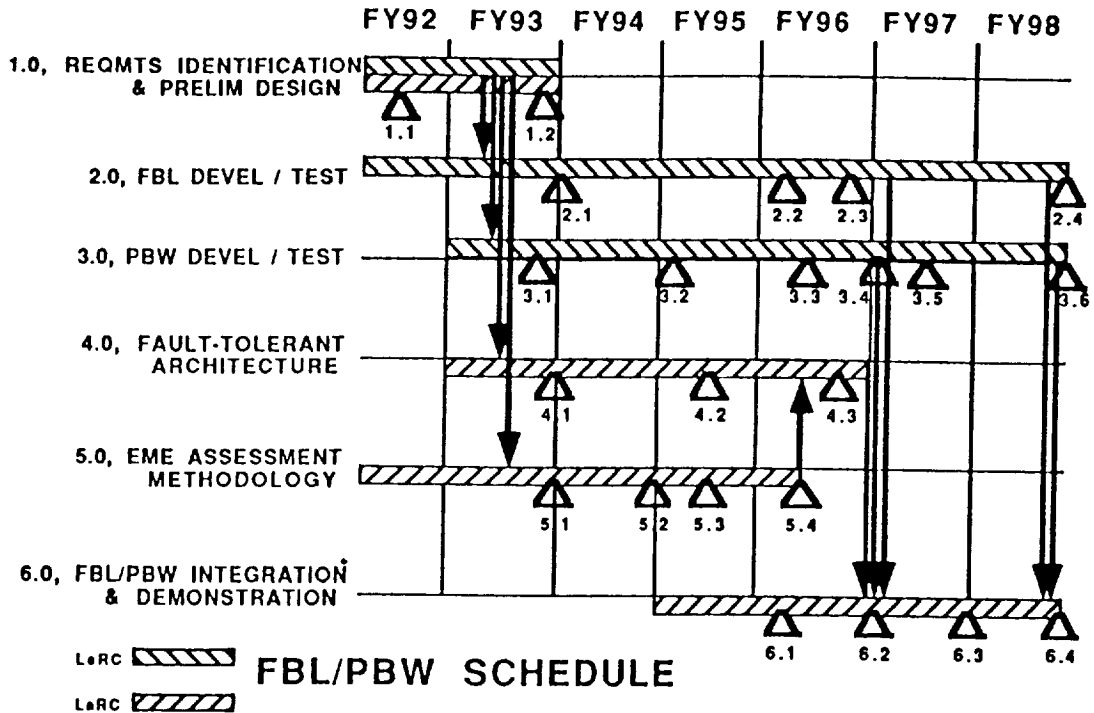 FY92 FY93 FY94 FY95 FY96 FY97 FY98
1.0, REQMTS IDENTIFICATION
& PRELIM DESIGN
1.1 1.2
2.0, FBL DEVEL / TEST
2.1 2.2 2.3 2.4
3.0, PBW DEVEL / TEST
3.1 3.2 3.3 3.4 3.5 3.6
4.0, FAULT-TOLERANT
ARCHITECTURE
4.1 4.2 4.3
5.0, EME ASSESSMENT
METHODOLOGY
5.1 5.2 5.3 5.4
6.0, FBL/PBW INTEGRATION*
& DEMONSTRATION
6.1 6.2 6.3 6.4
LeRC
FBL/PBW SCHEDULE
LaRC